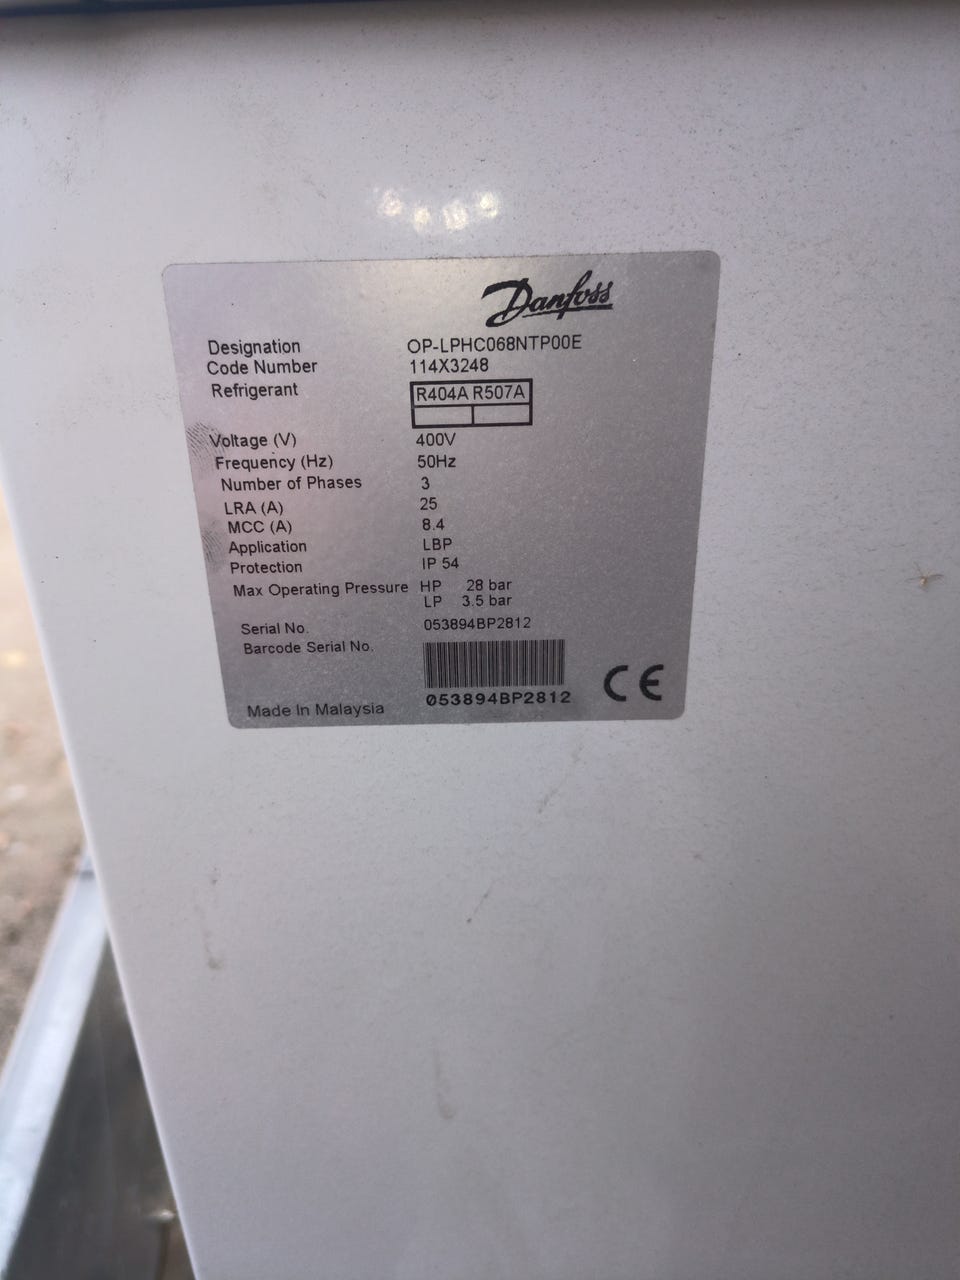 Danfoss
Designation OP-LPHC068NTP00E
Code Number 114X3248
Refrigerant R404A R507A
Voltage (V) 400V
Frequency (Hz) 50Hz
Number of Phases 3
LRA (A) 25
MCC (A) 8.4
Application LBP
Protection IP 54
Max Operating Pressure HP 28 bar
LP 3.5 bar
Serial No. 053894BP2812
Barcode Serial No.
053894BP2812
Made In Malaysia
CE